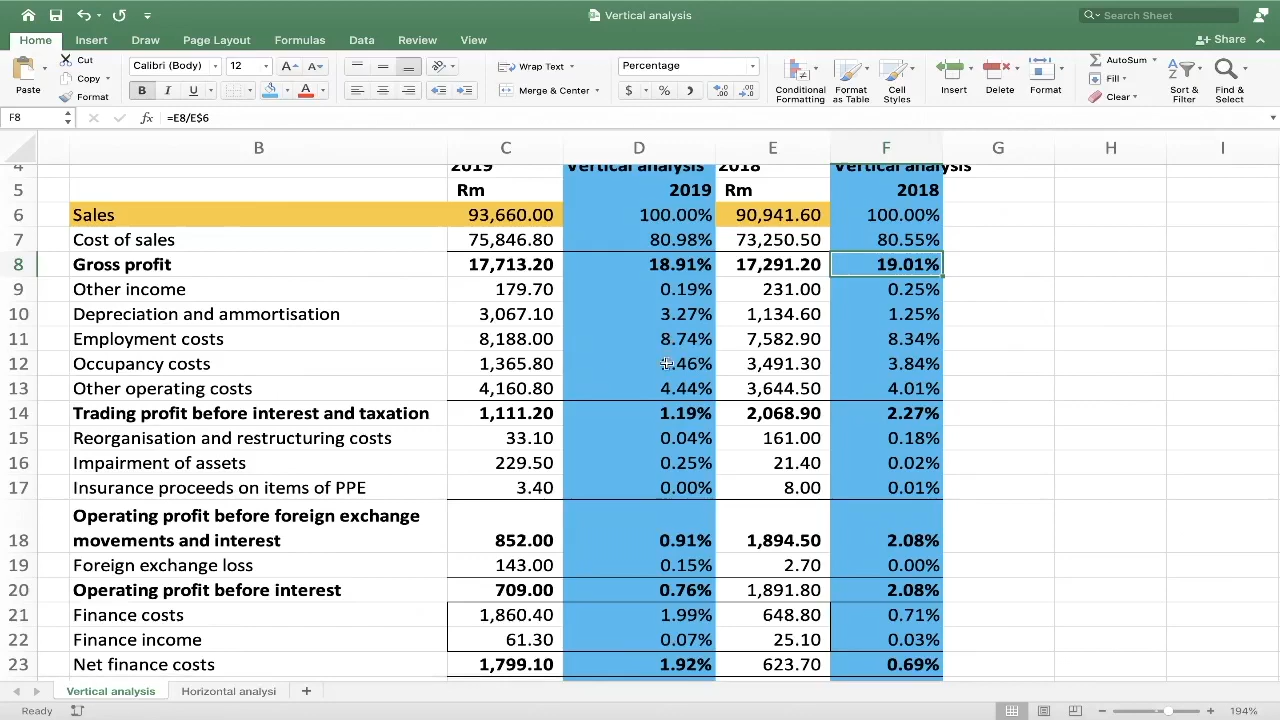 Vertical analysis
Search Sheet
Home Insert Draw Page Layout Formulas Data Review View Share
Paste Cut Copy Format
Calibri (Body) 12 A A B I U A
Wrap Text Merge & Center
Percentage $ %
Conditional Formatting Format as Table Cell Styles
Insert Delete Format
AutoSum Fill Clear
Sort & Filter Find & Select
F8 fx =E8/E$6
B C D E F G H I
4 2019 Vertical analysis 2018 Vertical analysis
5 Rm 2019 Rm 2018
6 Sales 93,660.00 100.00% 90,941.60 100.00%
7 Cost of sales 75,846.80 80.98% 73,250.50 80.55%
8 Gross profit 17,713.20 18.91% 17,291.20 19.01%
9 Other income 179.70 0.19% 231.00 0.25%
10 Depreciation and ammortisation 3,067.10 3.27% 1,134.60 1.25%
11 Employment costs 8,188.00 8.74% 7,582.90 8.34%
12 Occupancy costs 1,365.80 .46% 3,491.30 3.84%
13 Other operating costs 4,160.80 4.44% 3,644.50 4.01%
14 Trading profit before interest and taxation 1,111.20 1.19% 2,068.90 2.27%
15 Reorganisation and restructuring costs 33.10 0.04% 161.00 0.18%
16 Impairment of assets 229.50 0.25% 21.40 0.02%
17 Insurance proceeds on items of PPE 3.40 0.00% 8.00 0.01%
Operating profit before foreign exchange
18 movements and interest 852.00 0.91% 1,894.50 2.08%
19 Foreign exchange loss 143.00 0.15% 2.70 0.00%
20 Operating profit before interest 709.00 0.76% 1,891.80 2.08%
21 Finance costs 1,860.40 1.99% 648.80 0.71%
22 Finance income 61.30 0.07% 25.10 0.03%
23 Net finance costs 1,799.10 1.92% 623.70 0.69%
Vertical analysis Horizontal analysi +
Ready 194%